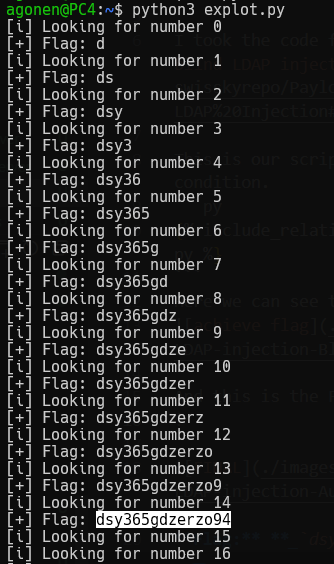 agonen@PC4:~$ python3 explot.py
[i] Looking for number 0
[+] Flag: d
[i] Looking for number 1
[+] Flag: ds
[i] Looking for number 2
[+] Flag: dsy
[i] Looking for number 3
[+] Flag: dsy3
[i] Looking for number 4
[+] Flag: dsy36
[i] Looking for number 5
[+] Flag: dsy365
[i] Looking for number 6
[+] Flag: dsy365g
[i] Looking for number 7
[+] Flag: dsy365gd
[i] Looking for number 8
[+] Flag: dsy365gdz
[i] Looking for number 9
[+] Flag: dsy365gdze
[i] Looking for number 10
[+] Flag: dsy365gdzer
[i] Looking for number 11
[+] Flag: dsy365gdzerz
[i] Looking for number 12
[+] Flag: dsy365gdzerzo
[i] Looking for number 13
[+] Flag: dsy365gdzerzo9
[i] Looking for number 14
[+] Flag: dsy365gdzerzo94
[i] Looking for number 15
[i] Looking for number 16